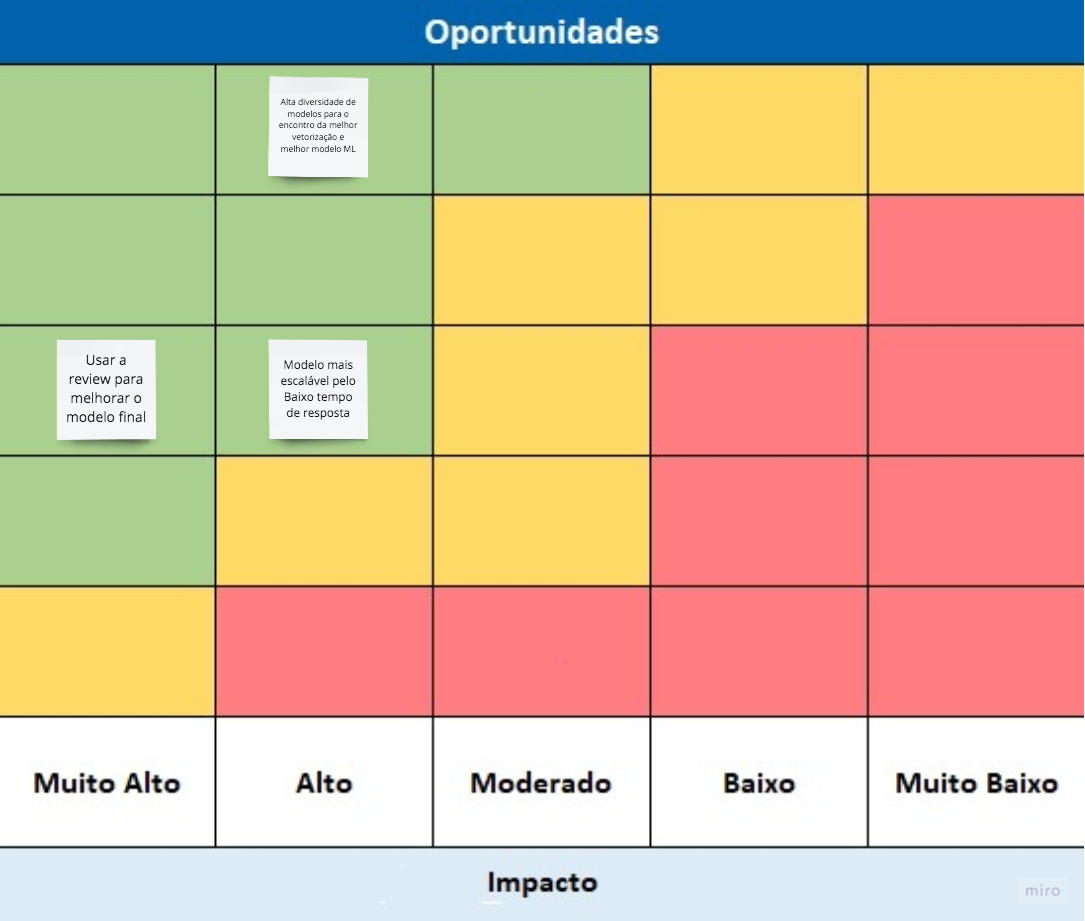 Oportunidades
Alta diversidade de
modelos para o
encontro da melhor
vetorização e
melhor modelo ML
Usar a
review para
melhorar o
modelo final
Modelo mais
escalável pelo
Baixo tempo
de resposta
Muito Alto
Alto
Moderado
Baixo
Muito Baixo
Impacto
miro